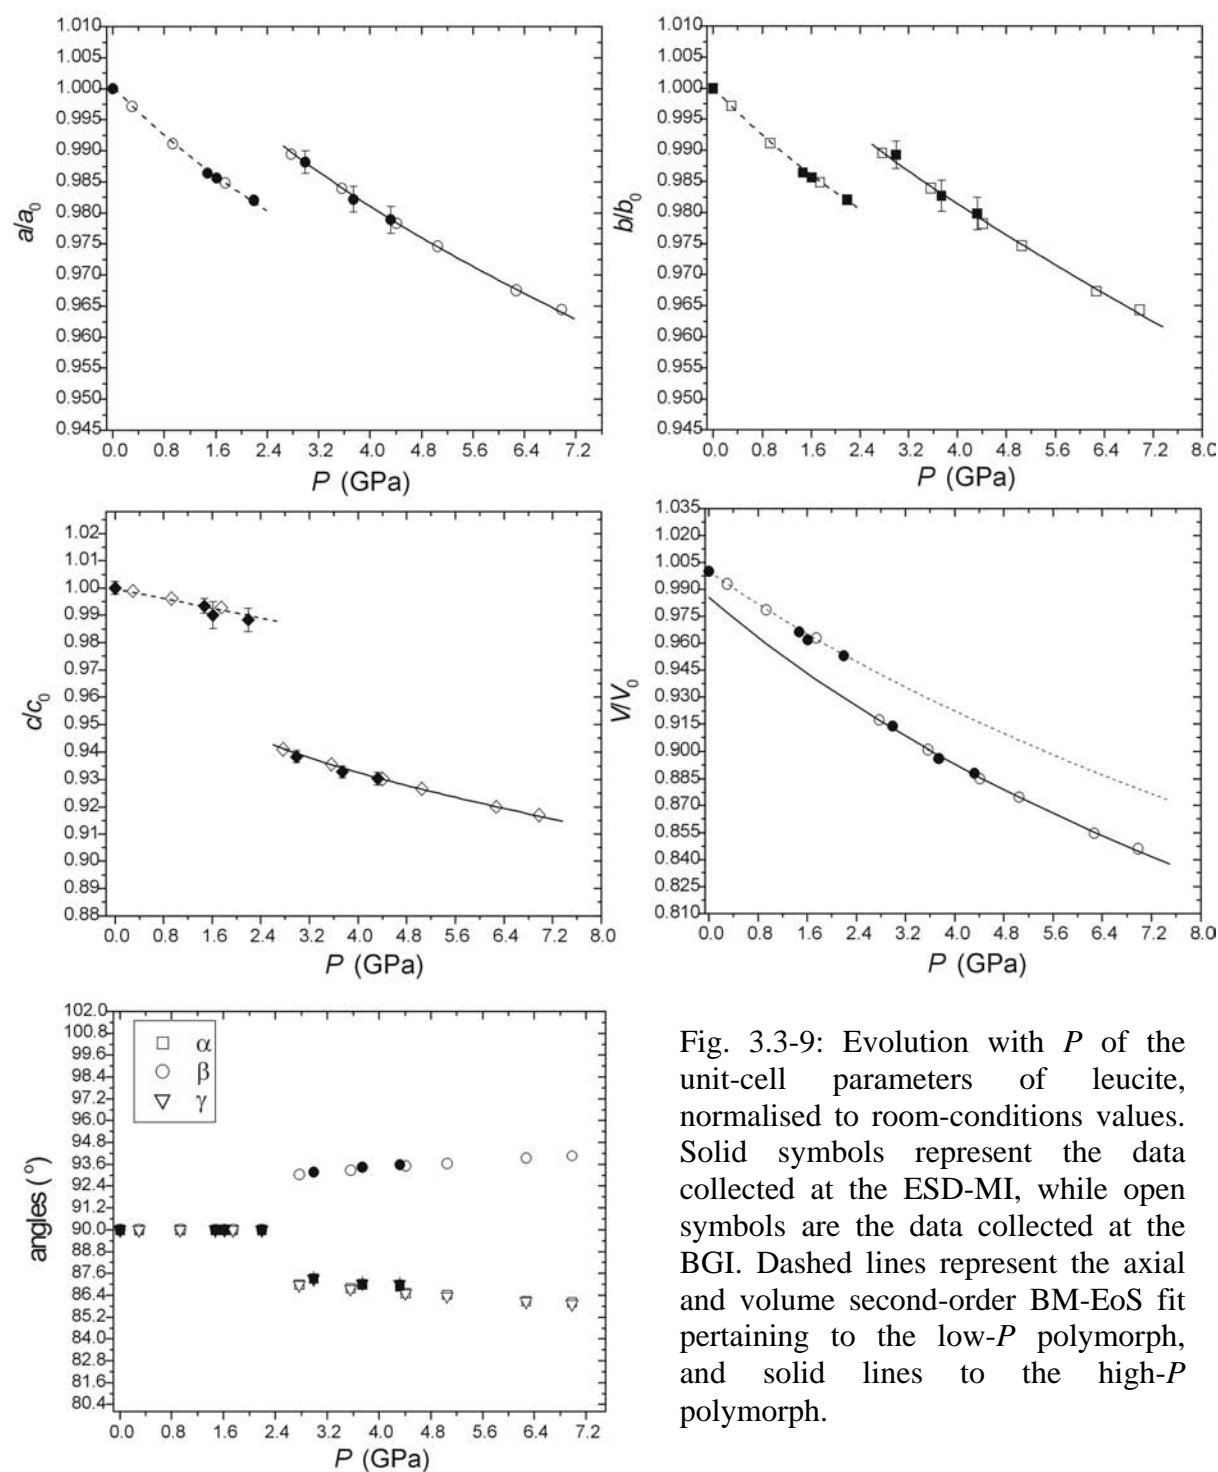 1.010
1.005
1.000
0.995
0.990
0.985
0.980
0.975
0.970
0.965
0.960
0.955
0.950
0.945
a/a0
0.0 0.8 1.6 2.4 3.2 4.0 4.8 5.6 6.4 7.2
P (GPa)
1.010
1.005
1.000
0.995
0.990
0.985
0.980
0.975
0.970
0.965
0.960
0.955
0.950
0.945
b/b0
0.0 0.8 1.6 2.4 3.2 4.0 4.8 5.6 6.4 7.2 8.0
P (GPa)
1.02
1.01
1.00
0.99
0.98
0.97
0.96
0.95
0.94
0.93
0.92
0.91
0.90
0.89
0.88
c/c0
0.0 0.8 1.6 2.4 3.2 4.0 4.8 5.6 6.4 7.2 8.0
P (GPa)
1.035
1.020
1.005
0.990
0.975
0.960
0.945
0.930
0.915
0.900
0.885
0.870
0.855
0.840
0.825
0.810
V/V0
0.0 0.8 1.6 2.4 3.2 4.0 4.8 5.6 6.4 7.2 8.0
P (GPa)
102.0
100.8
99.6
98.4
97.2
96.0
94.8
93.6
92.4
91.2
90.0
88.8
87.6
86.4
85.2
84.0
82.8
81.6
80.4
angles (°)
α
β
γ
0.0 0.8 1.6 2.4 3.2 4.0 4.8 5.6 6.4 7.2
P (GPa)
Fig. 3.3-9: Evolution with P of the
unit-cell parameters of leucite,
normalised to room-conditions values.
Solid symbols represent the data
collected at the ESD-MI, while open
symbols are the data collected at the
BGI. Dashed lines represent the axial
and volume second-order BM-EoS fit
pertaining to the low-P polymorph,
and solid lines to the high-P
polymorph.